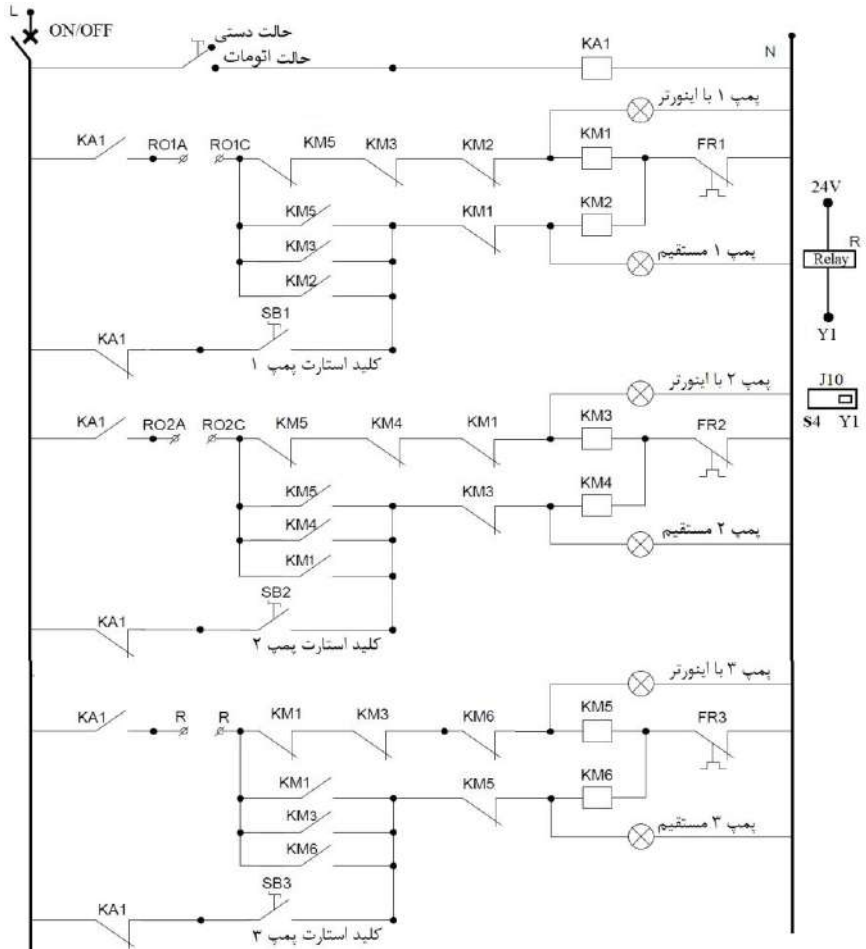 L
ON/OFF
حالت دستی
حالت اتومات
KA1
N
پمپ ۱ با اینورتر
KA1 RO1A RO1C KM5 KM3 KM2 KM1 FR1
KM5 KM1 KM2
KM3
پمپ ۱ مستقیم
KM2
SB1
KA1
کلید استارت پمپ ۱
24V
R
Relay
Y1
J10
S4 Y1
پمپ ۲ با اینورتر
KA1 RO2A RO2C KM5 KM4 KM1 KM3 FR2
KM5 KM3 KM4
KM4
پمپ ۲ مستقیم
KM1
SB2
KA1
کلید استارت پمپ ۲
پمپ ۳ با اینورتر
KA1 R R KM1 KM3 KM6 KM5 FR3
KM1 KM5 KM6
KM3
پمپ ۳ مستقیم
KM6
SB3
KA1
کلید استارت پمپ ۳